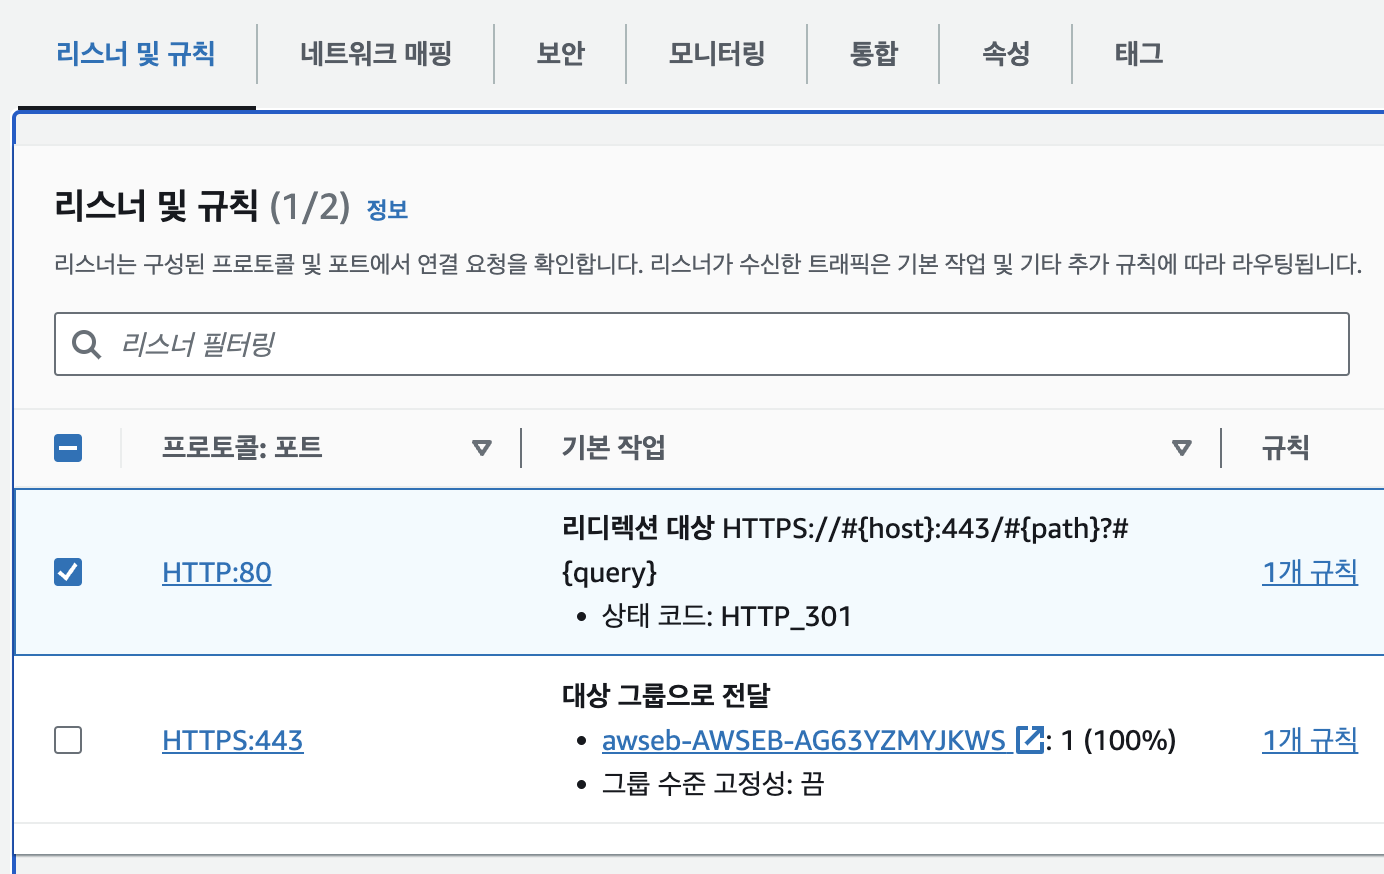 리스너 및 규칙 네트워크 매핑 보안 모니터링 통합 속성 태그
리스너 및 규칙 (1/2) 정보
리스너는 구성된 프로토콜 및 포트에서 연결 요청을 확인합니다. 리스너가 수신한 트래픽은 기본 작업 및 기타 추가 규칙에 따라 라우팅됩니다.
리스너 필터링
프로토콜: 포트 기본 작업 규칙
리디렉션 대상 HTTPS://#{host}:443/#{path}?#
HTTP:80 {query} 1개 규칙
• 상태 코드: HTTP_301
대상 그룹으로 전달
HTTPS:443 • awseb-AWSEB-AG63YZMYJKWS : 1 (100%) 1개 규칙
• 그룹 수준 고정성: 끔